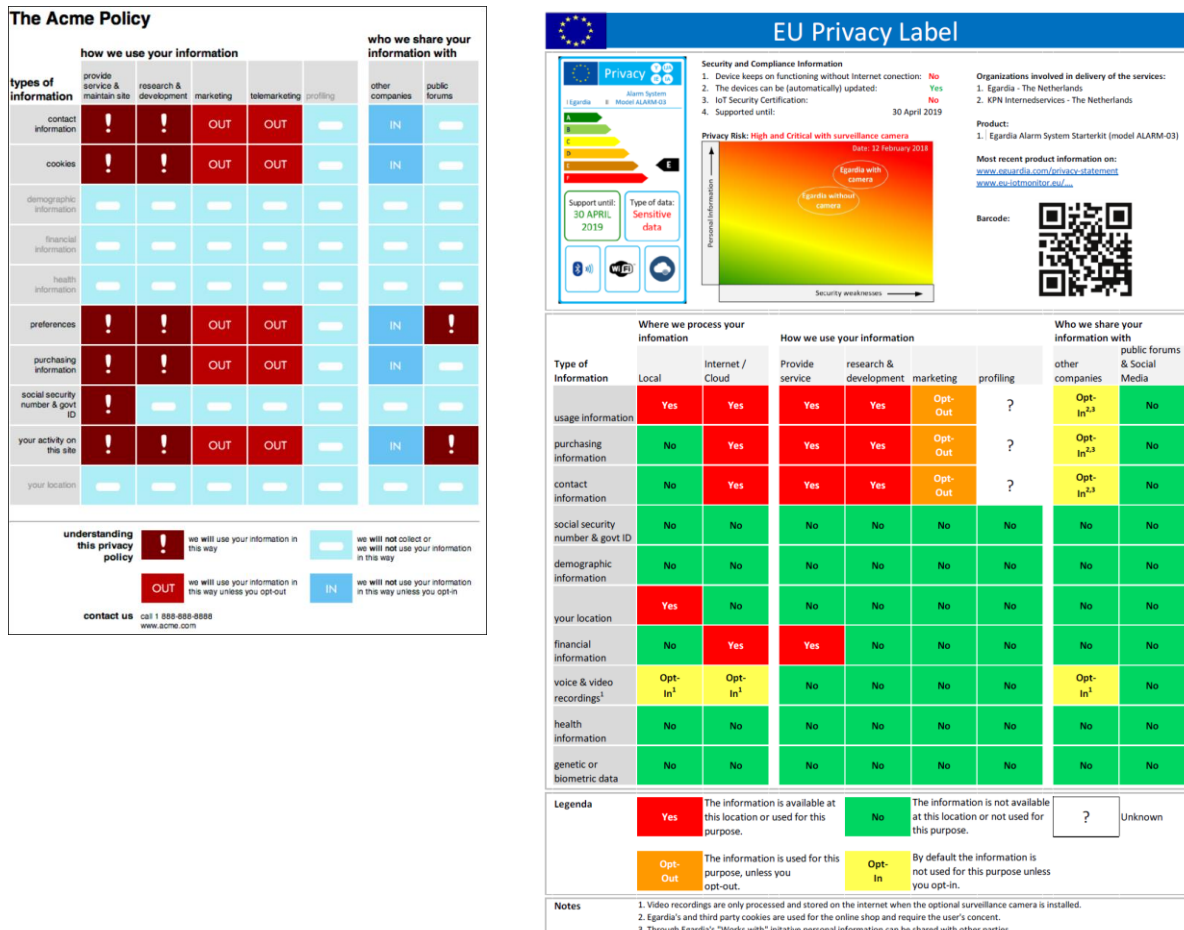 The Acme Policy
how we use your information
who we share your
information with
types of
information
provide
service &
maintain site
research &
development
marketing
telemarketing
profiling
other
companies
public
forums
contact
information
! ! OUT OUT IN
cookies
! ! OUT OUT IN
demographic
information
financial
information
health
information
preferences
! ! OUT OUT IN !
purchasing
information
! ! OUT OUT IN
social security
number & govt
ID
!
your activity on
this site
! ! OUT OUT IN !
your location
understanding
this privacy
policy
!
we will use your information in
this way
we will not collect or
we will not use your information
in this way
OUT
we will use your information in
this way unless you opt-out
IN
we will not use your information
in this way unless you opt-in
contact us
call 1 888-888-8888
www.acme.com
EU Privacy Label
Privacy
Alarm System
Egardia
Model ALARM-03
A
B
C
D
E
F
E
Support until:
30 APRIL
2019
Type of data:
Sensitive
data
WiFi
Security and Compliance Information
1. Device keeps on functioning without Internet conection: No
2. The devices can be (automatically) updated: Yes
3. IoT Security Certification: No
4. Supported until: 30 April 2019
Privacy Risk: High and Critical with surveillance camera
Date: 12 February 2018
Egardia with
camera
Egardia without
camera
Personal Information
Security weaknesses
Organizations involved in delivery of the services:
1. Egardia - The Netherlands
2. KPN Internedservices - The Netherlands
Product:
1. Egardia Alarm System Starterkit (model ALARM-03)
Most recent product information on:
www.eguardia.com/privacy-statement
www.eu-iotmonitor.eu/....
Barcode:
Where we process your
infomation
How we use your information
Who we share your
information with
Type of
Information
Local
Internet /
Cloud
Provide
service
research &
development
marketing
profiling
other
companies
public forums
& Social
Media
usage information
Yes Yes Yes Yes Opt-Out ? Opt-In2,3 No
purchasing
information
No Yes Yes Yes Opt-Out ? Opt-In2,3 No
contact
information
No Yes Yes Yes Opt-Out ? Opt-In2,3 No
social security
number & govt ID
No No No No No No No No
demographic
information
No No No No No No No No
your location
Yes No No No No No No No
financial
information
No Yes Yes No No No No No
voice & video
recordings1
Opt-In1 Opt-In1 No No No No Opt-In1 No
health
information
No No No No No No No No
genetic or
biometric data
No No No No No No No No
Legenda
Yes
The information is available at
this location or used for this
purpose.
No
The information is not available
at this location or not used for
this purpose.
?
Unknown
Opt-
Out
The information is used for this
purpose, unless you
opt-out.
Opt-
In
By default the information is
not used for this purpose unless
you opt-in.
Notes
1. Video recordings are only processed and stored on the internet when the optional surveillance camera is installed.
2. Egardia's and third party cookies are used for the online shop and require the user's concent.
3. Through Egardia's "Works with" initative personal information can be shared with other parties.